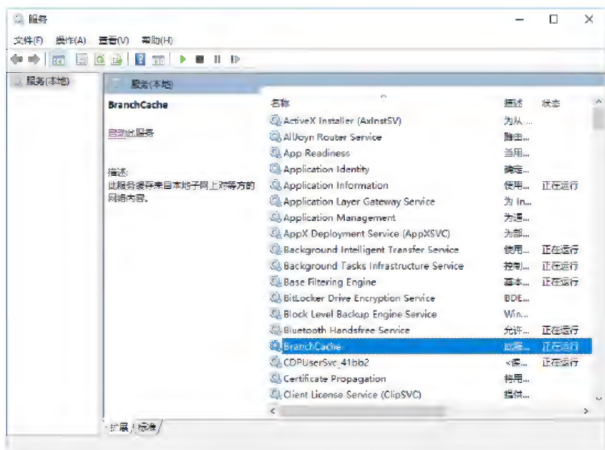 服务
文件(F) 操作(A) 查看(V) 帮助(H)
服务(本地)
服务(本地)
BranchCache
启动此服务
描述:
此服务缓存来自本地子网上对等方的
网络内容。
名称 描述 状态
ActiveX Installer (AxInstSV) 为从...
AllJoyn Router Service 路由...
App Readiness 当用...
Application Identity 确定...
Application Information 使用... 正在运行
Application Layer Gateway Service 为 In...
Application Management 为通...
AppX Deployment Service (AppXSVC) 为部...
Background Intelligent Transfer Service 使用... 正在运行
Background Tasks Infrastructure Service 控制... 正在运行
Base Filtering Engine 基本... 正在运行
BitLocker Drive Encryption Service BDE...
Block Level Backup Engine Service Win...
Bluetooth Handsfree Service 允许... 正在运行
BranchCache 此服... 正在运行
CDPUserSvc_41bb2 正在运行
Certificate Propagation
Client License Service (ClipSVC) 提供...
扩展 标准